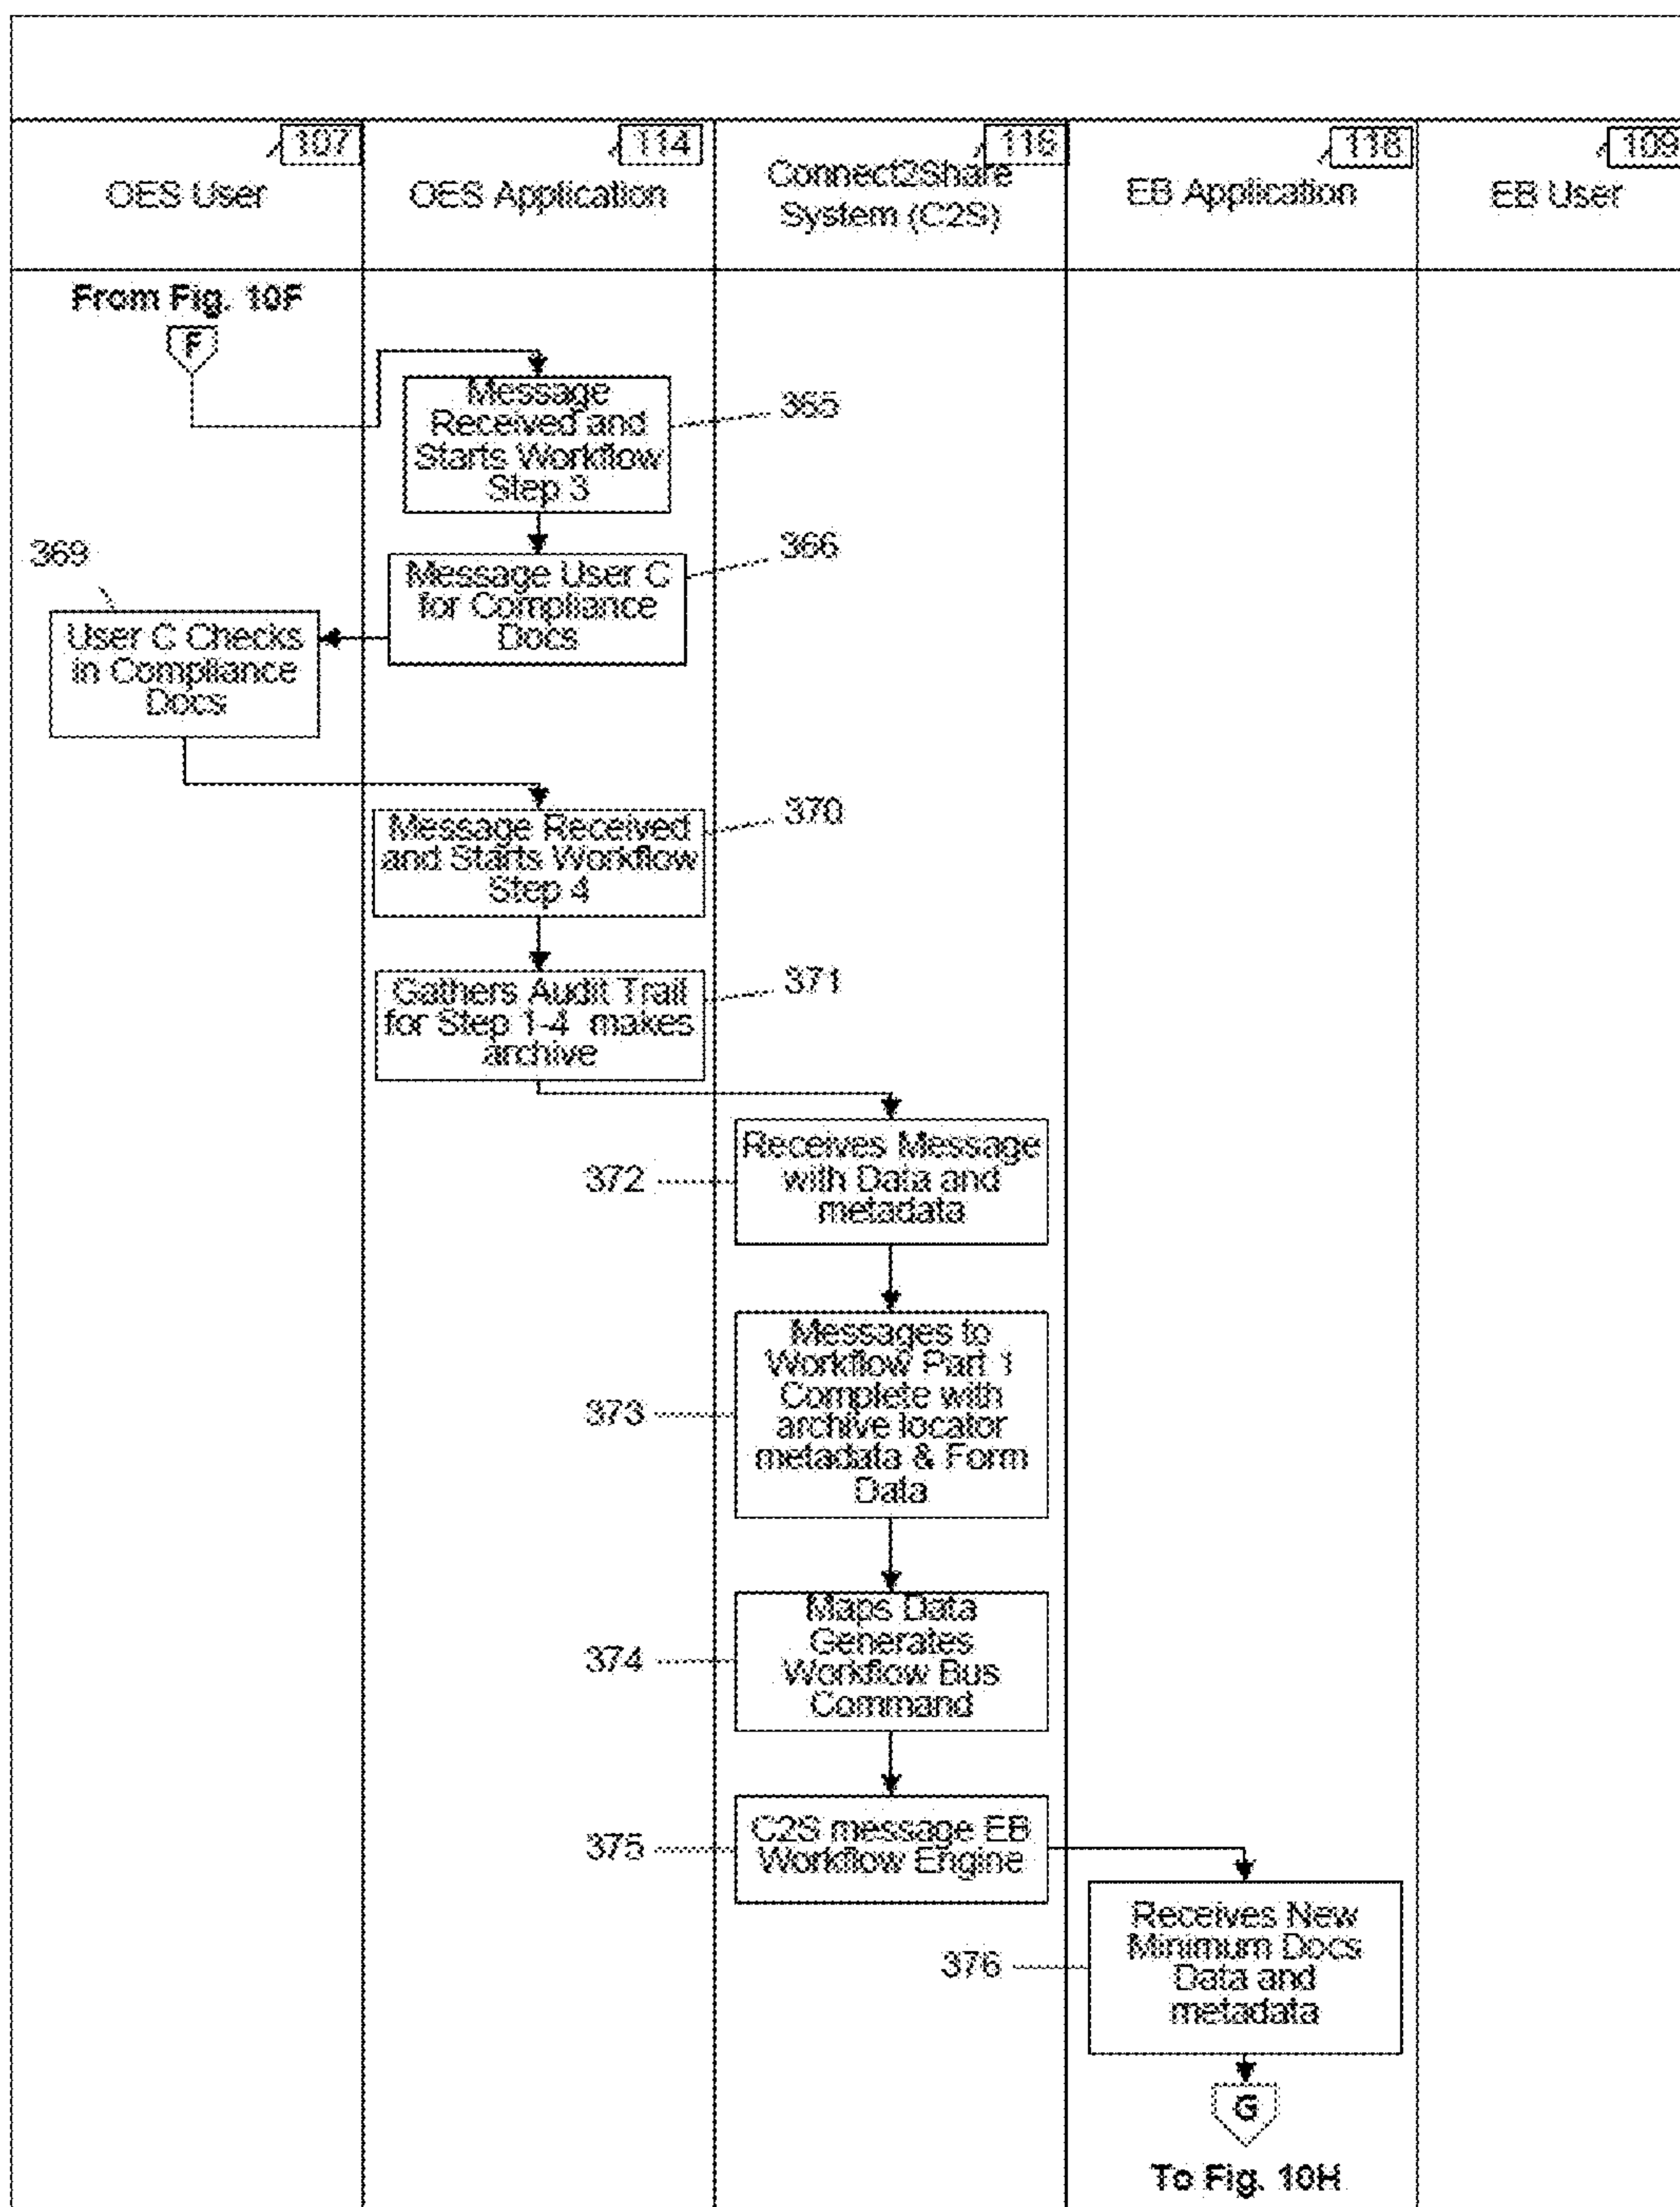 107
OES User
114
OES Application
Connect2Share
System (C2S)
EB Application
109
EB User
From Fig. 10F
F
Message
Received and
Starts Workflow
Step 3
365
Message User C
for Compliance
Docs
366
369
User C Checks
in Compliance
Docs
Message Received
and Starts Workflow
Step 4
370
Gathers Audit Trail
for Step 1-4 makes
archive
371
Receives Message
with Data and
metadata
372
Messages to
Workflow Part 1
Complete with
archive locator
metadata & Form
Data
373
Maps Data
Generates
Workflow Bus
Command
374
C2S message EB
Workflow Engine
375
Receives New
Minimum Docs
Data and
metadata
376
G
To Fig. 10H